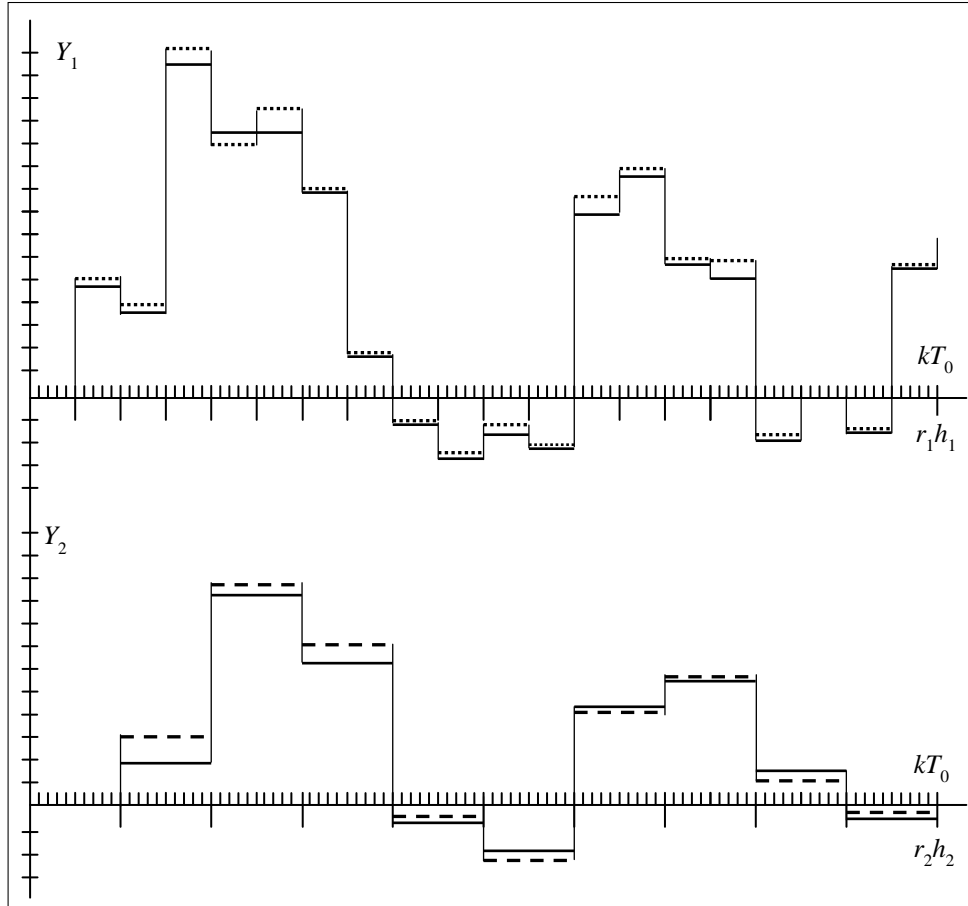 Y₁
kT₀
r₁h₁
Y₂
kT₀
r₂h₂